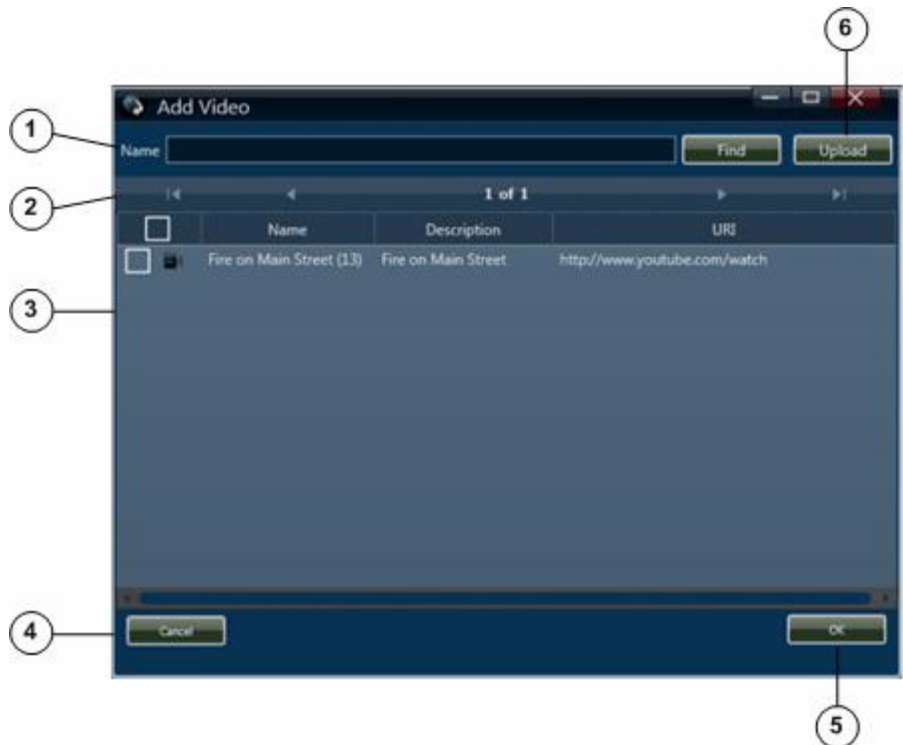 6
Add Video
1
Name Find Upload
2
1 of 1
Name Description URI
Fire on Main Street (13) Fire on Main Street http://www.youtube.com/watch
3
4
Cancel OK
5